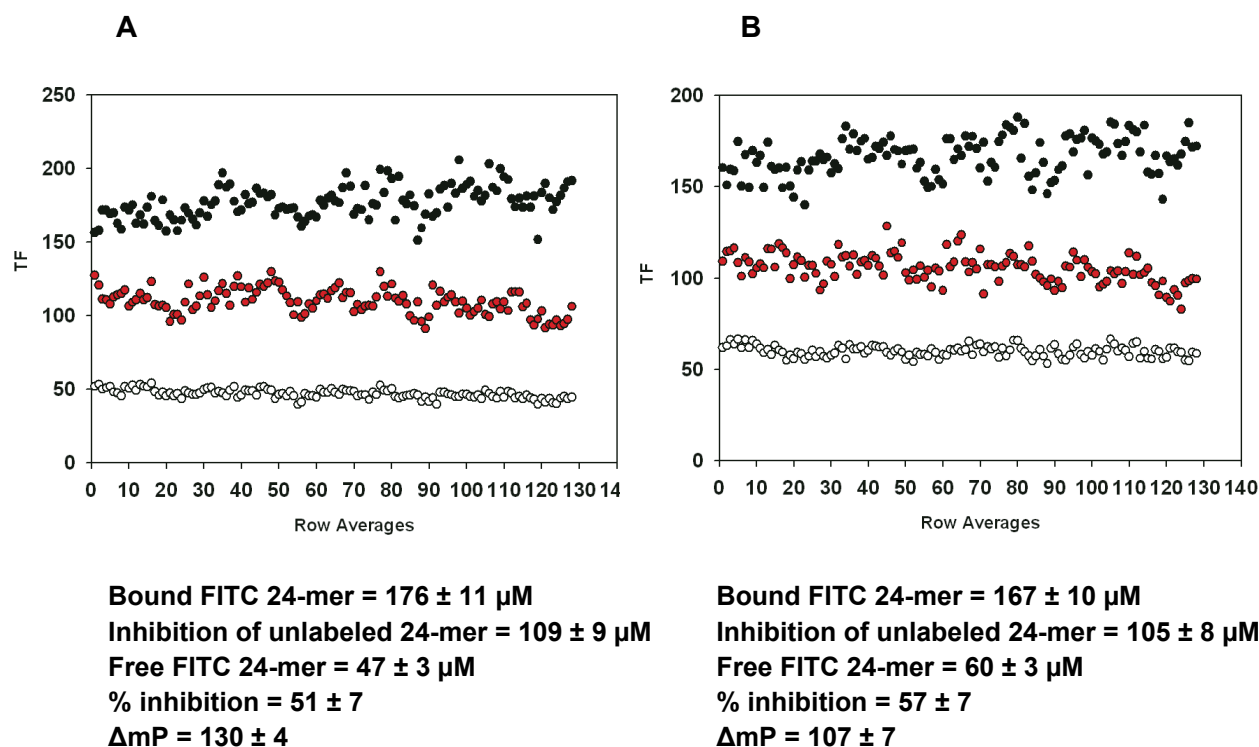 A
250
200
150
100
50
0
TF
0 10 20 30 40 50 60 70 80 90 100 110 120 130 14
Row Averages
Bound FITC 24-mer = 176 ± 11 µM
Inhibition of unlabeled 24-mer = 109 ± 9 µM
Free FITC 24-mer = 47 ± 3 µM
% inhibition = 51 ± 7
ΔmP = 130 ± 4
B
200
150
100
50
0
TF
0 10 20 30 40 50 60 70 80 90 100 110 120 130 140
Row Averages
Bound FITC 24-mer = 167 ± 10 µM
Inhibition of unlabeled 24-mer = 105 ± 8 µM
Free FITC 24-mer = 60 ± 3 µM
% inhibition = 57 ± 7
ΔmP = 107 ± 7